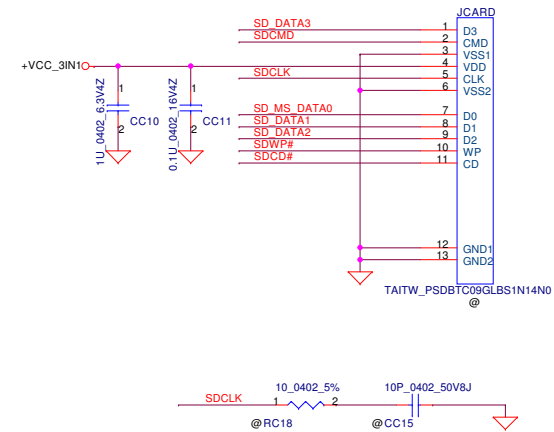 JCARD
SD_DATA3 1 D3
SDCMD 2 CMD
3 VSS1
+VCC_3IN1 4 VDD
SDCLK 5 CLK
6 VSS2
1U_0402_6.3V4Z 1 2 CC10
0.1U_0402_16V4Z 1 2 CC11
SD_MS_DATA0 7 D0
SD_DATA1 8 D1
SD_DATA2 9 D2
SDWP# 10 WP
SDCD# 11 CD
12 GND1
13 GND2
TAITW_PSDBTC09GLBS1N14N0
@
10_0402_5% 10P_0402_50V8J
SDCLK 1 2
@RC18 @CC15